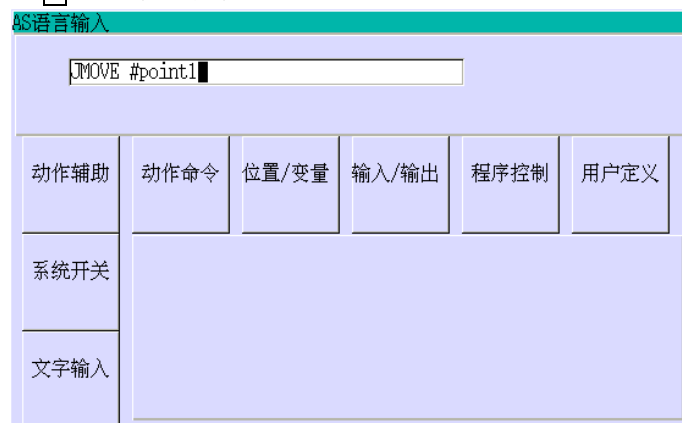 AS语言输入
JMOVE #point1
动作辅助 动作命令 位置/变量 输入/输出 程序控制 用户定义
系统开关
文字输入